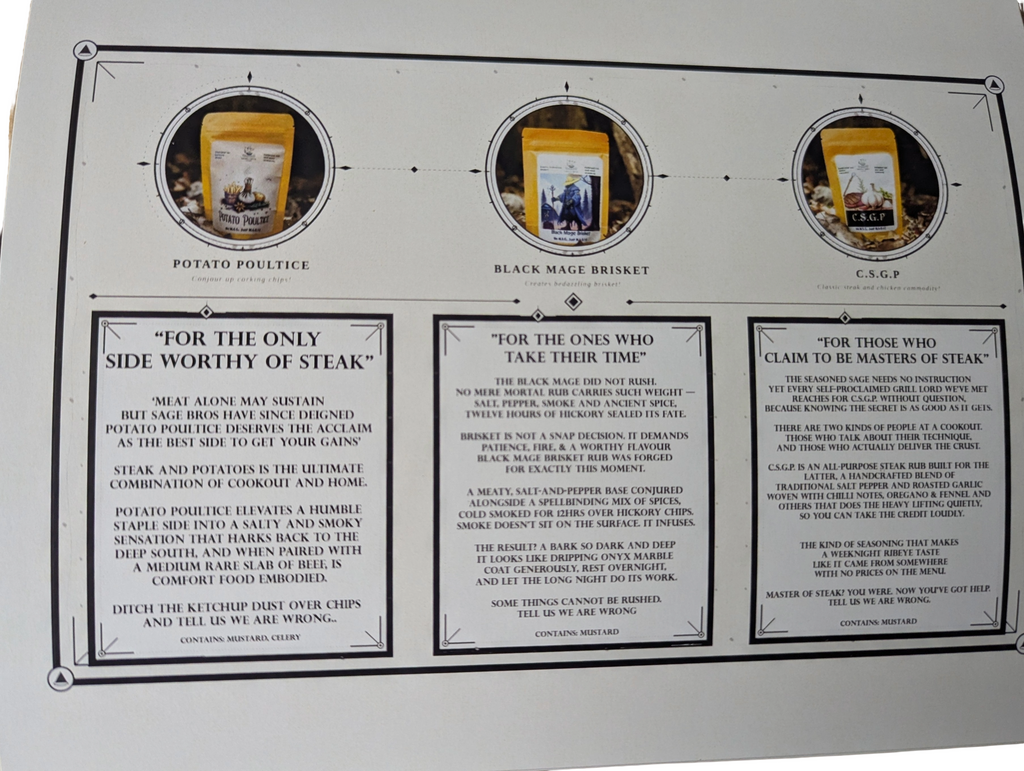 POTATO POULTICE
Conjour up corking chips!
BLACK MAGE BRISKET
Creates bedazzling brisket!
C.S.G.P
Classic steak and chicken commodity!
POTATO POULTICE
Black Mage Brisket
C.S.G.P
"FOR THE ONLY
SIDE WORTHY OF STEAK"
'MEAT ALONE MAY SUSTAIN
BUT SAGE BROS HAVE SINCE DEIGNED
POTATO POULTICE DESERVES THE ACCLAIM
AS THE BEST SIDE TO GET YOUR GAINS'
STEAK AND POTATOES IS THE ULTIMATE
COMBINATION OF COOKOUT AND HOME.
POTATO POULTICE ELEVATES A HUMBLE
STAPLE SIDE INTO A SALTY AND SMOKY
SENSATION THAT HARKS BACK TO THE
DEEP SOUTH, AND WHEN PAIRED WITH
A MEDIUM RARE SLAB OF BEEF, IS
COMFORT FOOD EMBODIED.
DITCH THE KETCHUP DUST OVER CHIPS
AND TELL US WE ARE WRONG..
CONTAINS: MUSTARD, CELERY
"FOR THE ONES WHO
TAKE THEIR TIME"
THE BLACK MAGE DID NOT RUSH.
NO MERE MORTAL RUB CARRIES SUCH WEIGHT —
SALT, PEPPER, SMOKE AND ANCIENT SPICE,
TWELVE HOURS OF HICKORY SEALED ITS FATE.
BRISKET IS NOT A SNAP DECISION. IT DEMANDS
PATIENCE, FIRE, & A WORTHY FLAVOUR
BLACK MAGE BRISKET RUB WAS FORGED
FOR EXACTLY THIS MOMENT.
A MEATY, SALT-AND-PEPPER BASE CONJURED
ALONGSIDE A SPELLBINDING MIX OF SPICES,
COLD SMOKED FOR 12HRS OVER HICKORY CHIPS.
SMOKE DOESN'T SIT ON THE SURFACE. IT INFUSES.
THE RESULT? A BARK SO DARK AND DEEP
IT LOOKS LIKE DRIPPING ONYX MARBLE
COAT GENEROUSLY, REST OVERNIGHT,
AND LET THE LONG NIGHT DO ITS WORK.
SOME THINGS CANNOT BE RUSHED.
TELL US WE ARE WRONG
CONTAINS: MUSTARD
"FOR THOSE WHO
CLAIM TO BE MASTERS OF STEAK"
THE SEASONED SAGE NEEDS NO INSTRUCTION
YET EVERY SELF-PROCLAIMED GRILL LORD WE'VE MET
REACHES FOR C.S.G.P. WITHOUT QUESTION,
BECAUSE KNOWING THE SECRET IS AS GOOD AS IT GETS.
THERE ARE TWO KINDS OF PEOPLE AT A COOKOUT.
THOSE WHO TALK ABOUT THEIR TECHNIQUE,
AND THOSE WHO ACTUALLY DELIVER THE CRUST.
C.S.G.P. IS AN ALL-PURPOSE STEAK RUB BUILT FOR THE
LATTER, A HANDCRAFTED BLEND OF
TRADITIONAL SALT PEPPER AND ROASTED GARLIC
WOVEN WITH CHILLI NOTES, OREGANO & FENNEL AND
OTHERS THAT DOES THE HEAVY LIFTING QUIETLY,
SO YOU CAN TAKE THE CREDIT LOUDLY.
THE KIND OF SEASONING THAT MAKES
A WEEKNIGHT RIBEYE TASTE
LIKE IT CAME FROM SOMEWHERE
WITH NO PRICES ON THE MENU.
MASTER OF STEAK? YOU WERE. NOW YOU'VE GOT HELP.
TELL US WE ARE WRONG.
CONTAINS: MUSTARD